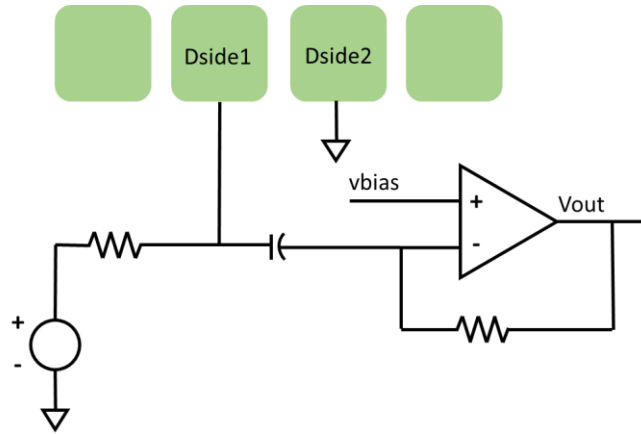 Dside1
Dside2
vbias
+
Vout
-
+
-